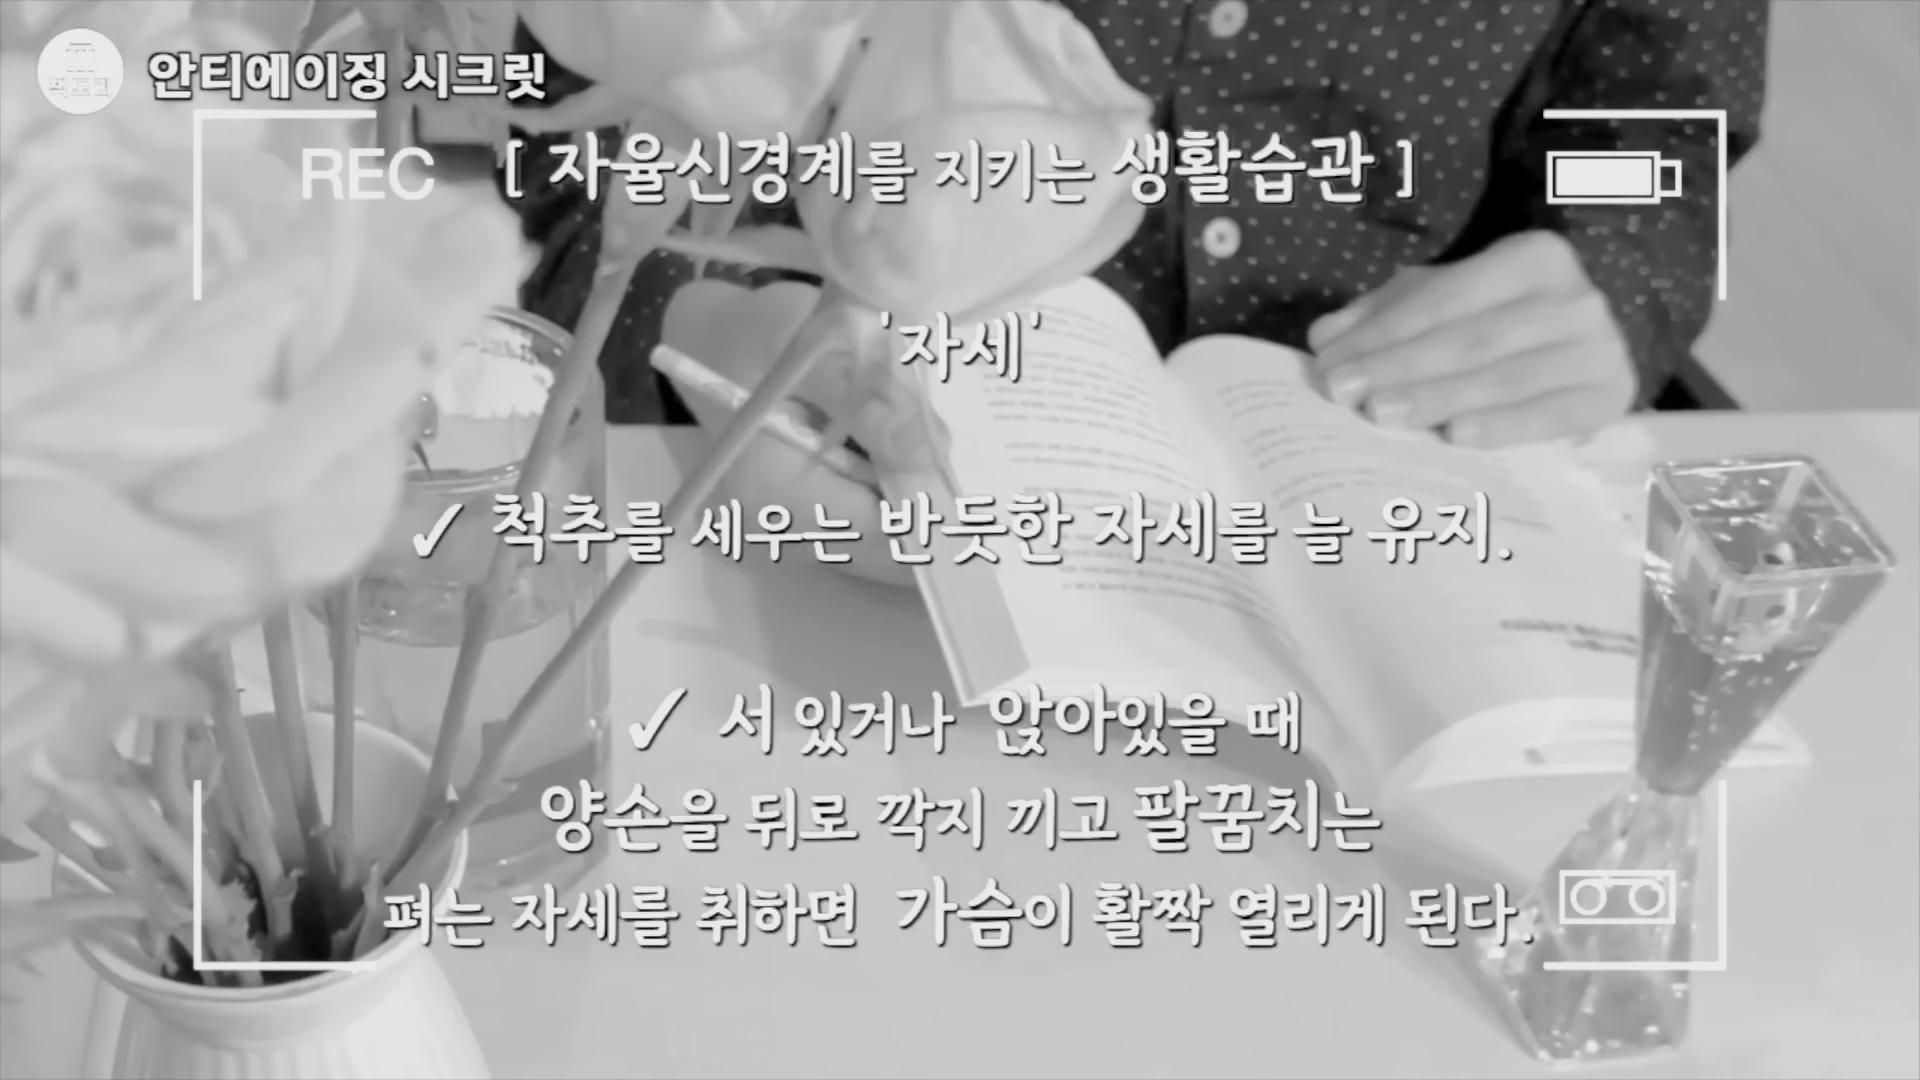 안티에이징 시크릿
REC
[ 자율신경계를 지키는 생활습관 ]
'자세'
✓ 척추를 세우는 반듯한 자세를 늘 유지.
✓ 서 있거나 앉아있을 때
양손을 뒤로 깍지 끼고 팔꿈치는
펴는 자세를 취하면 가슴이 활짝 열리게 된다.